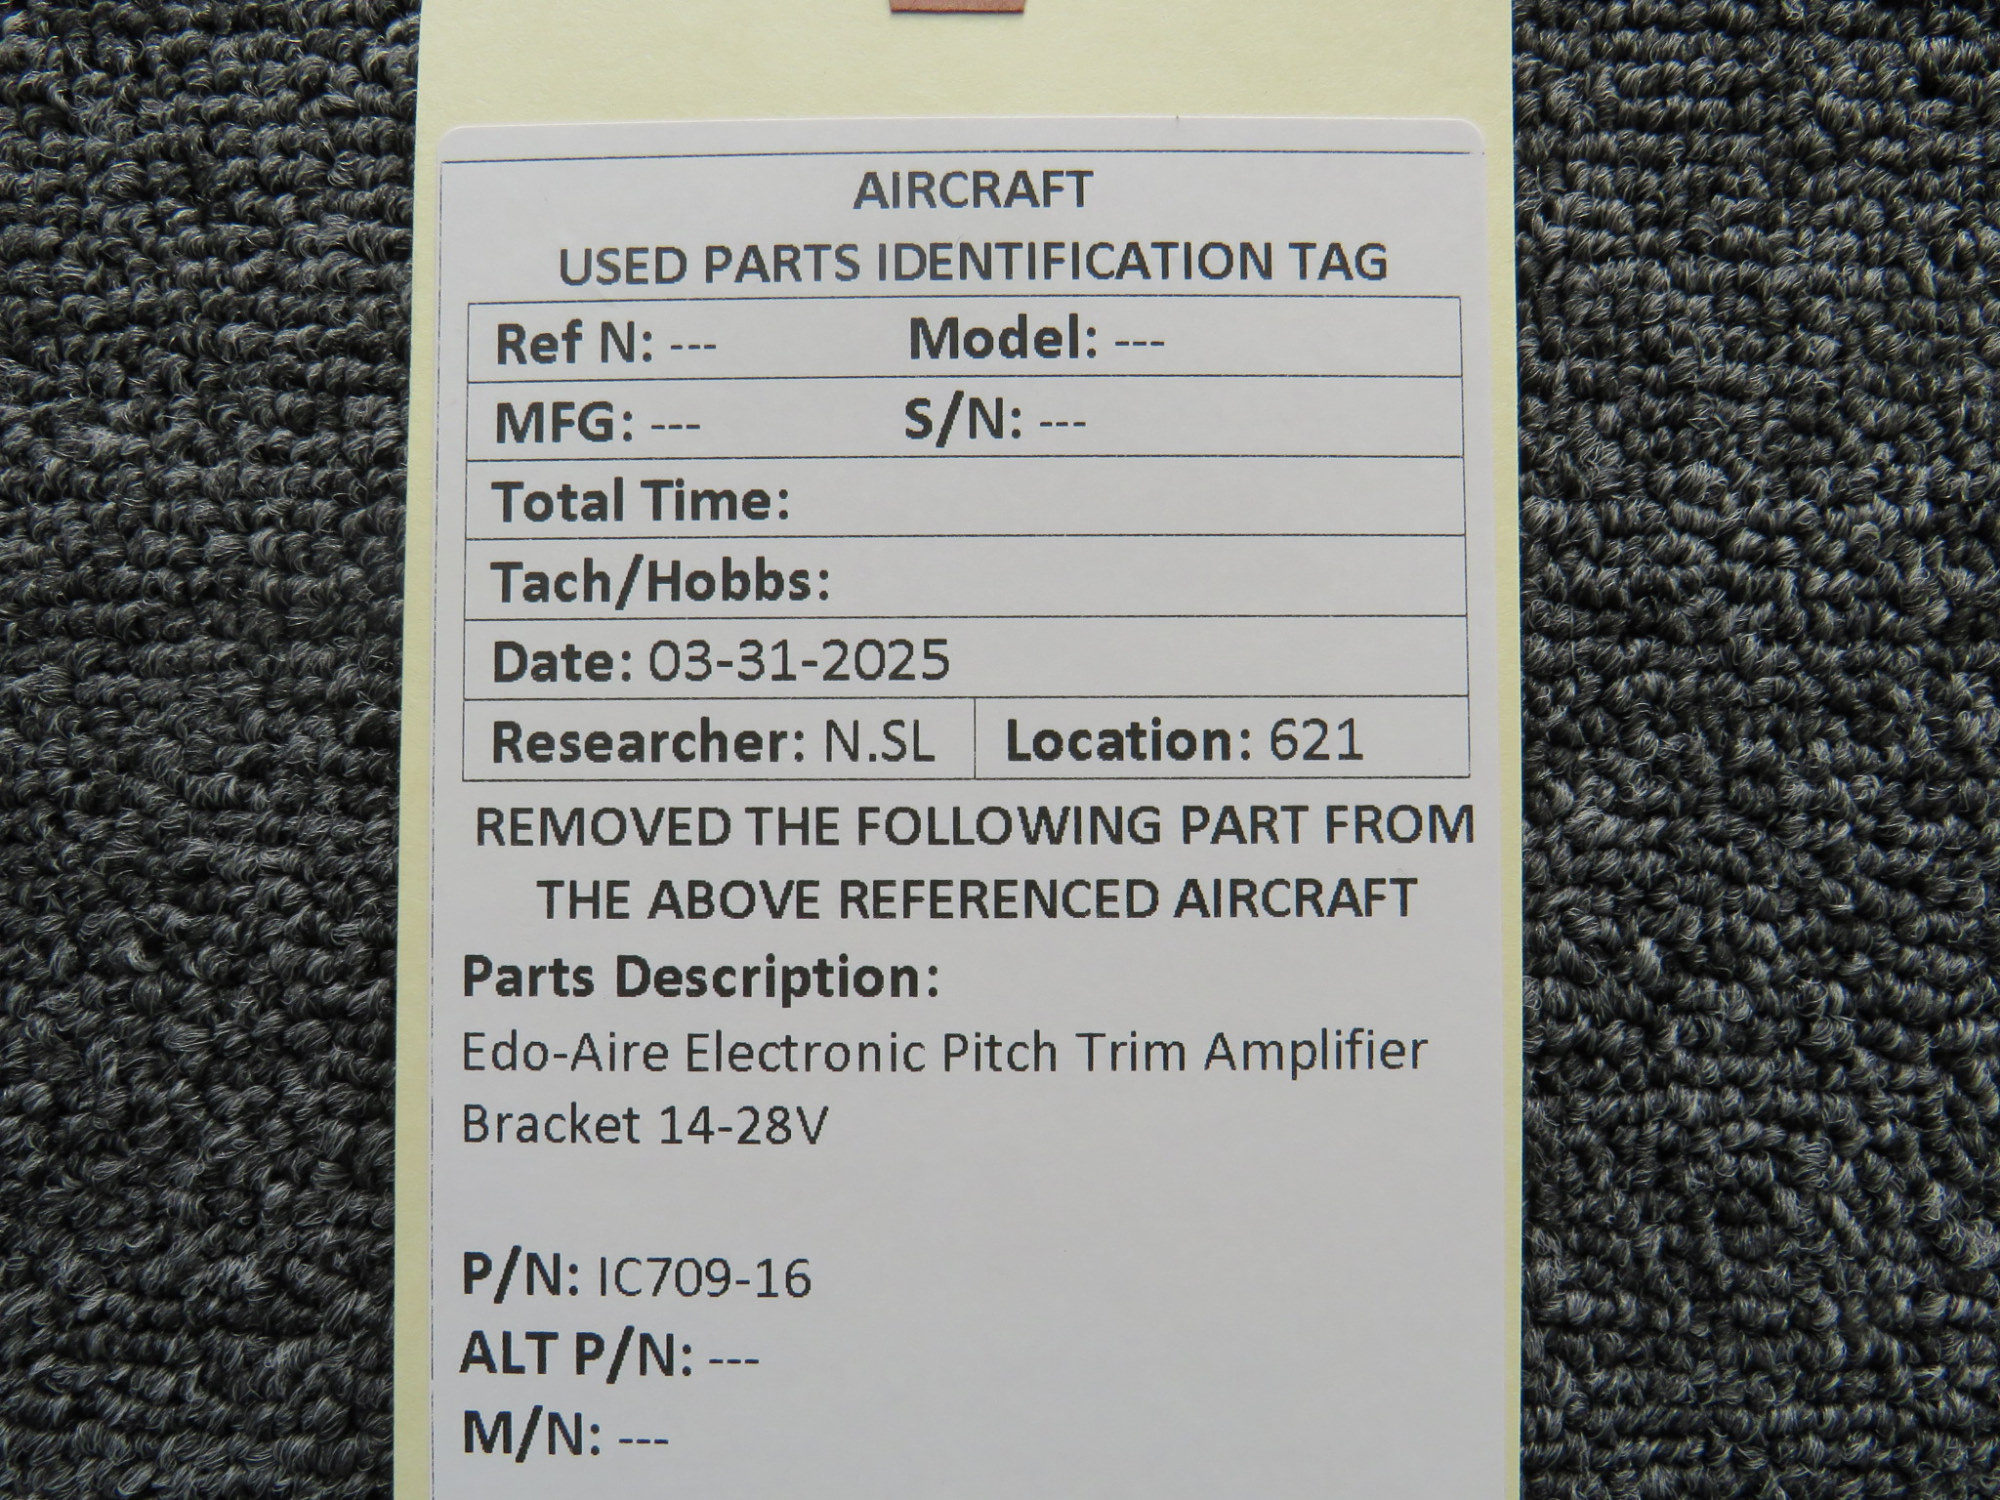 AIRCRAFT
USED PARTS IDENTIFICATION TAG
Ref N: --- Model: ---
MFG: --- S/N: ---
Total Time:
Tach/Hobbs:
Date: 03-31-2025
Researcher: N.SL Location: 621
REMOVED THE FOLLOWING PART FROM
THE ABOVE REFERENCED AIRCRAFT
Parts Description:
Edo-Aire Electronic Pitch Trim Amplifier
Bracket 14-28V
P/N: IC709-16
ALT P/N: ---
M/N: ---